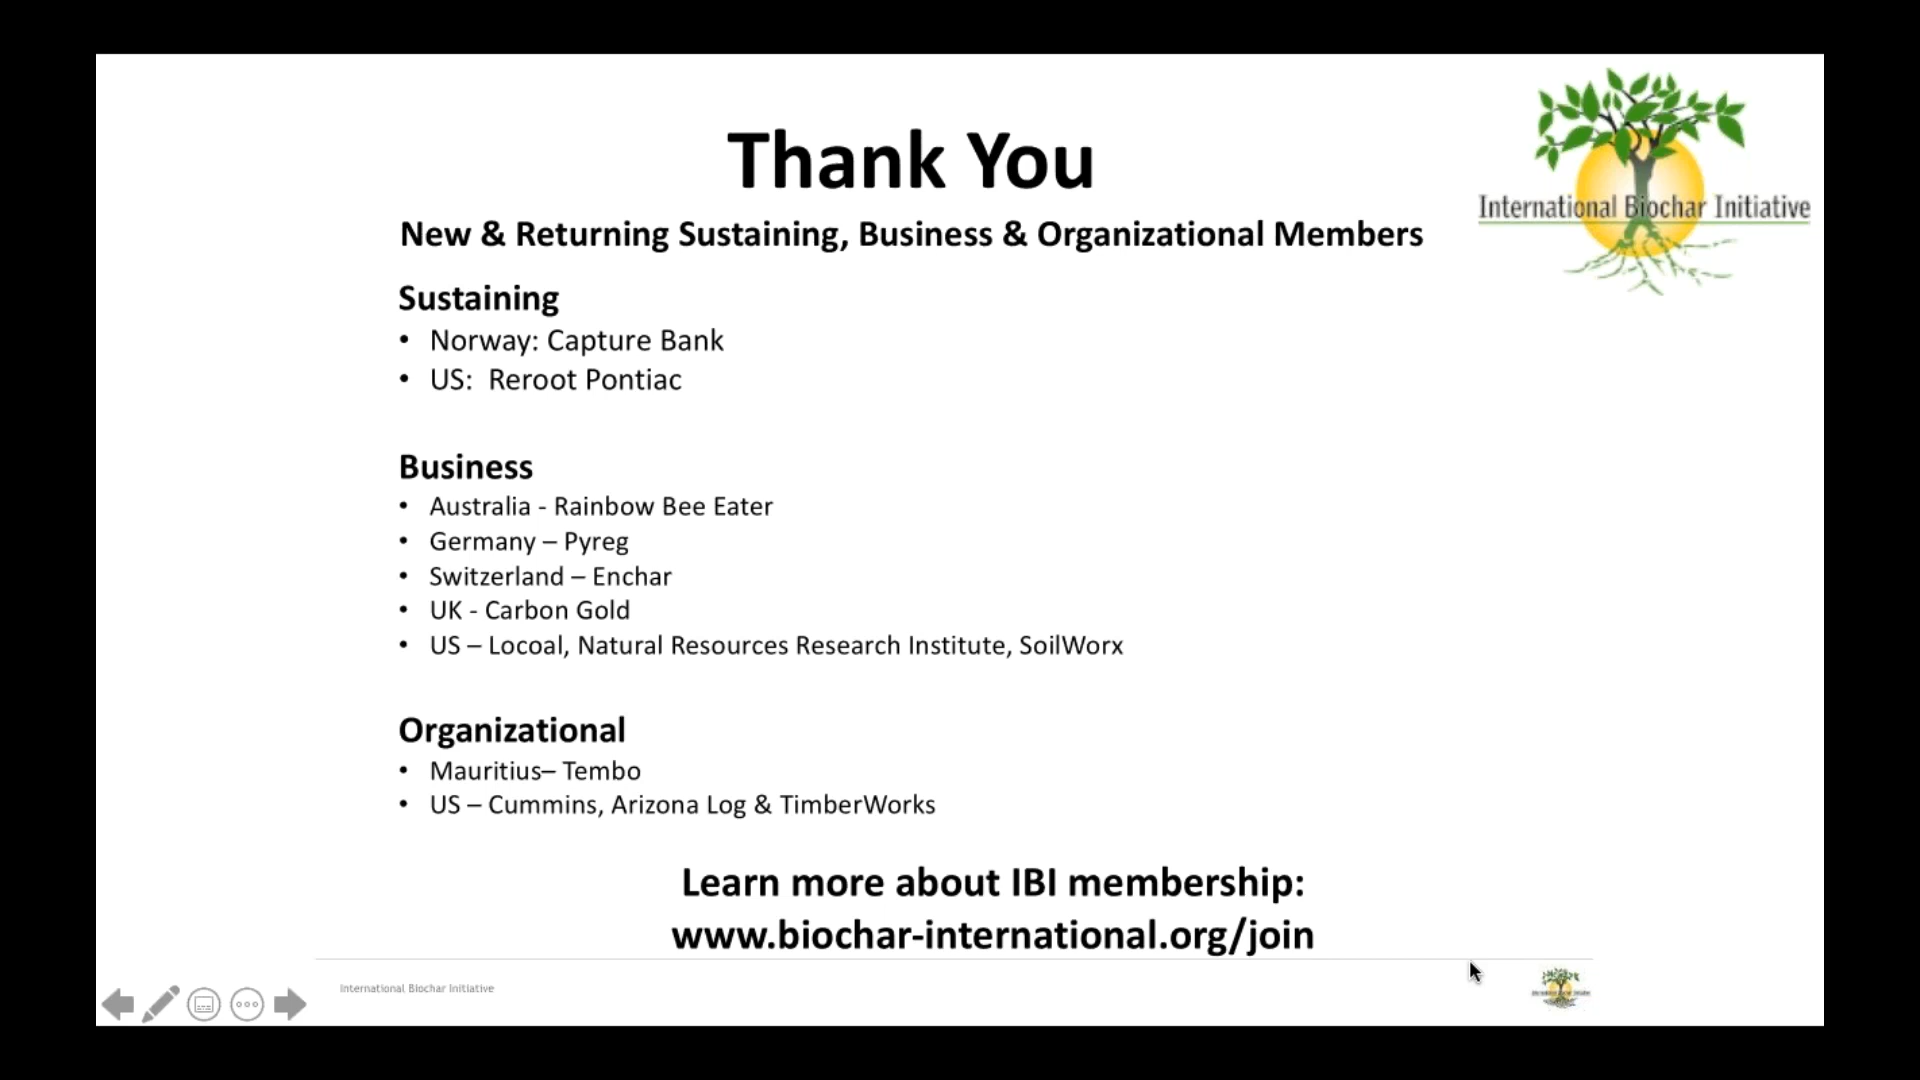 Thank You
International Biochar Initiative
New & Returning Sustaining, Business & Organizational Members
Sustaining
• Norway: Capture Bank
• US:  Reroot Pontiac
Business
• Australia - Rainbow Bee Eater
• Germany – Pyreg
• Switzerland – Enchar
• UK - Carbon Gold
• US – Locoal, Natural Resources Research Institute, SoilWorx
Organizational
• Mauritius– Tembo
• US – Cummins, Arizona Log & TimberWorks
Learn more about IBI membership:
www.biochar-international.org/join
International Biochar Initiative